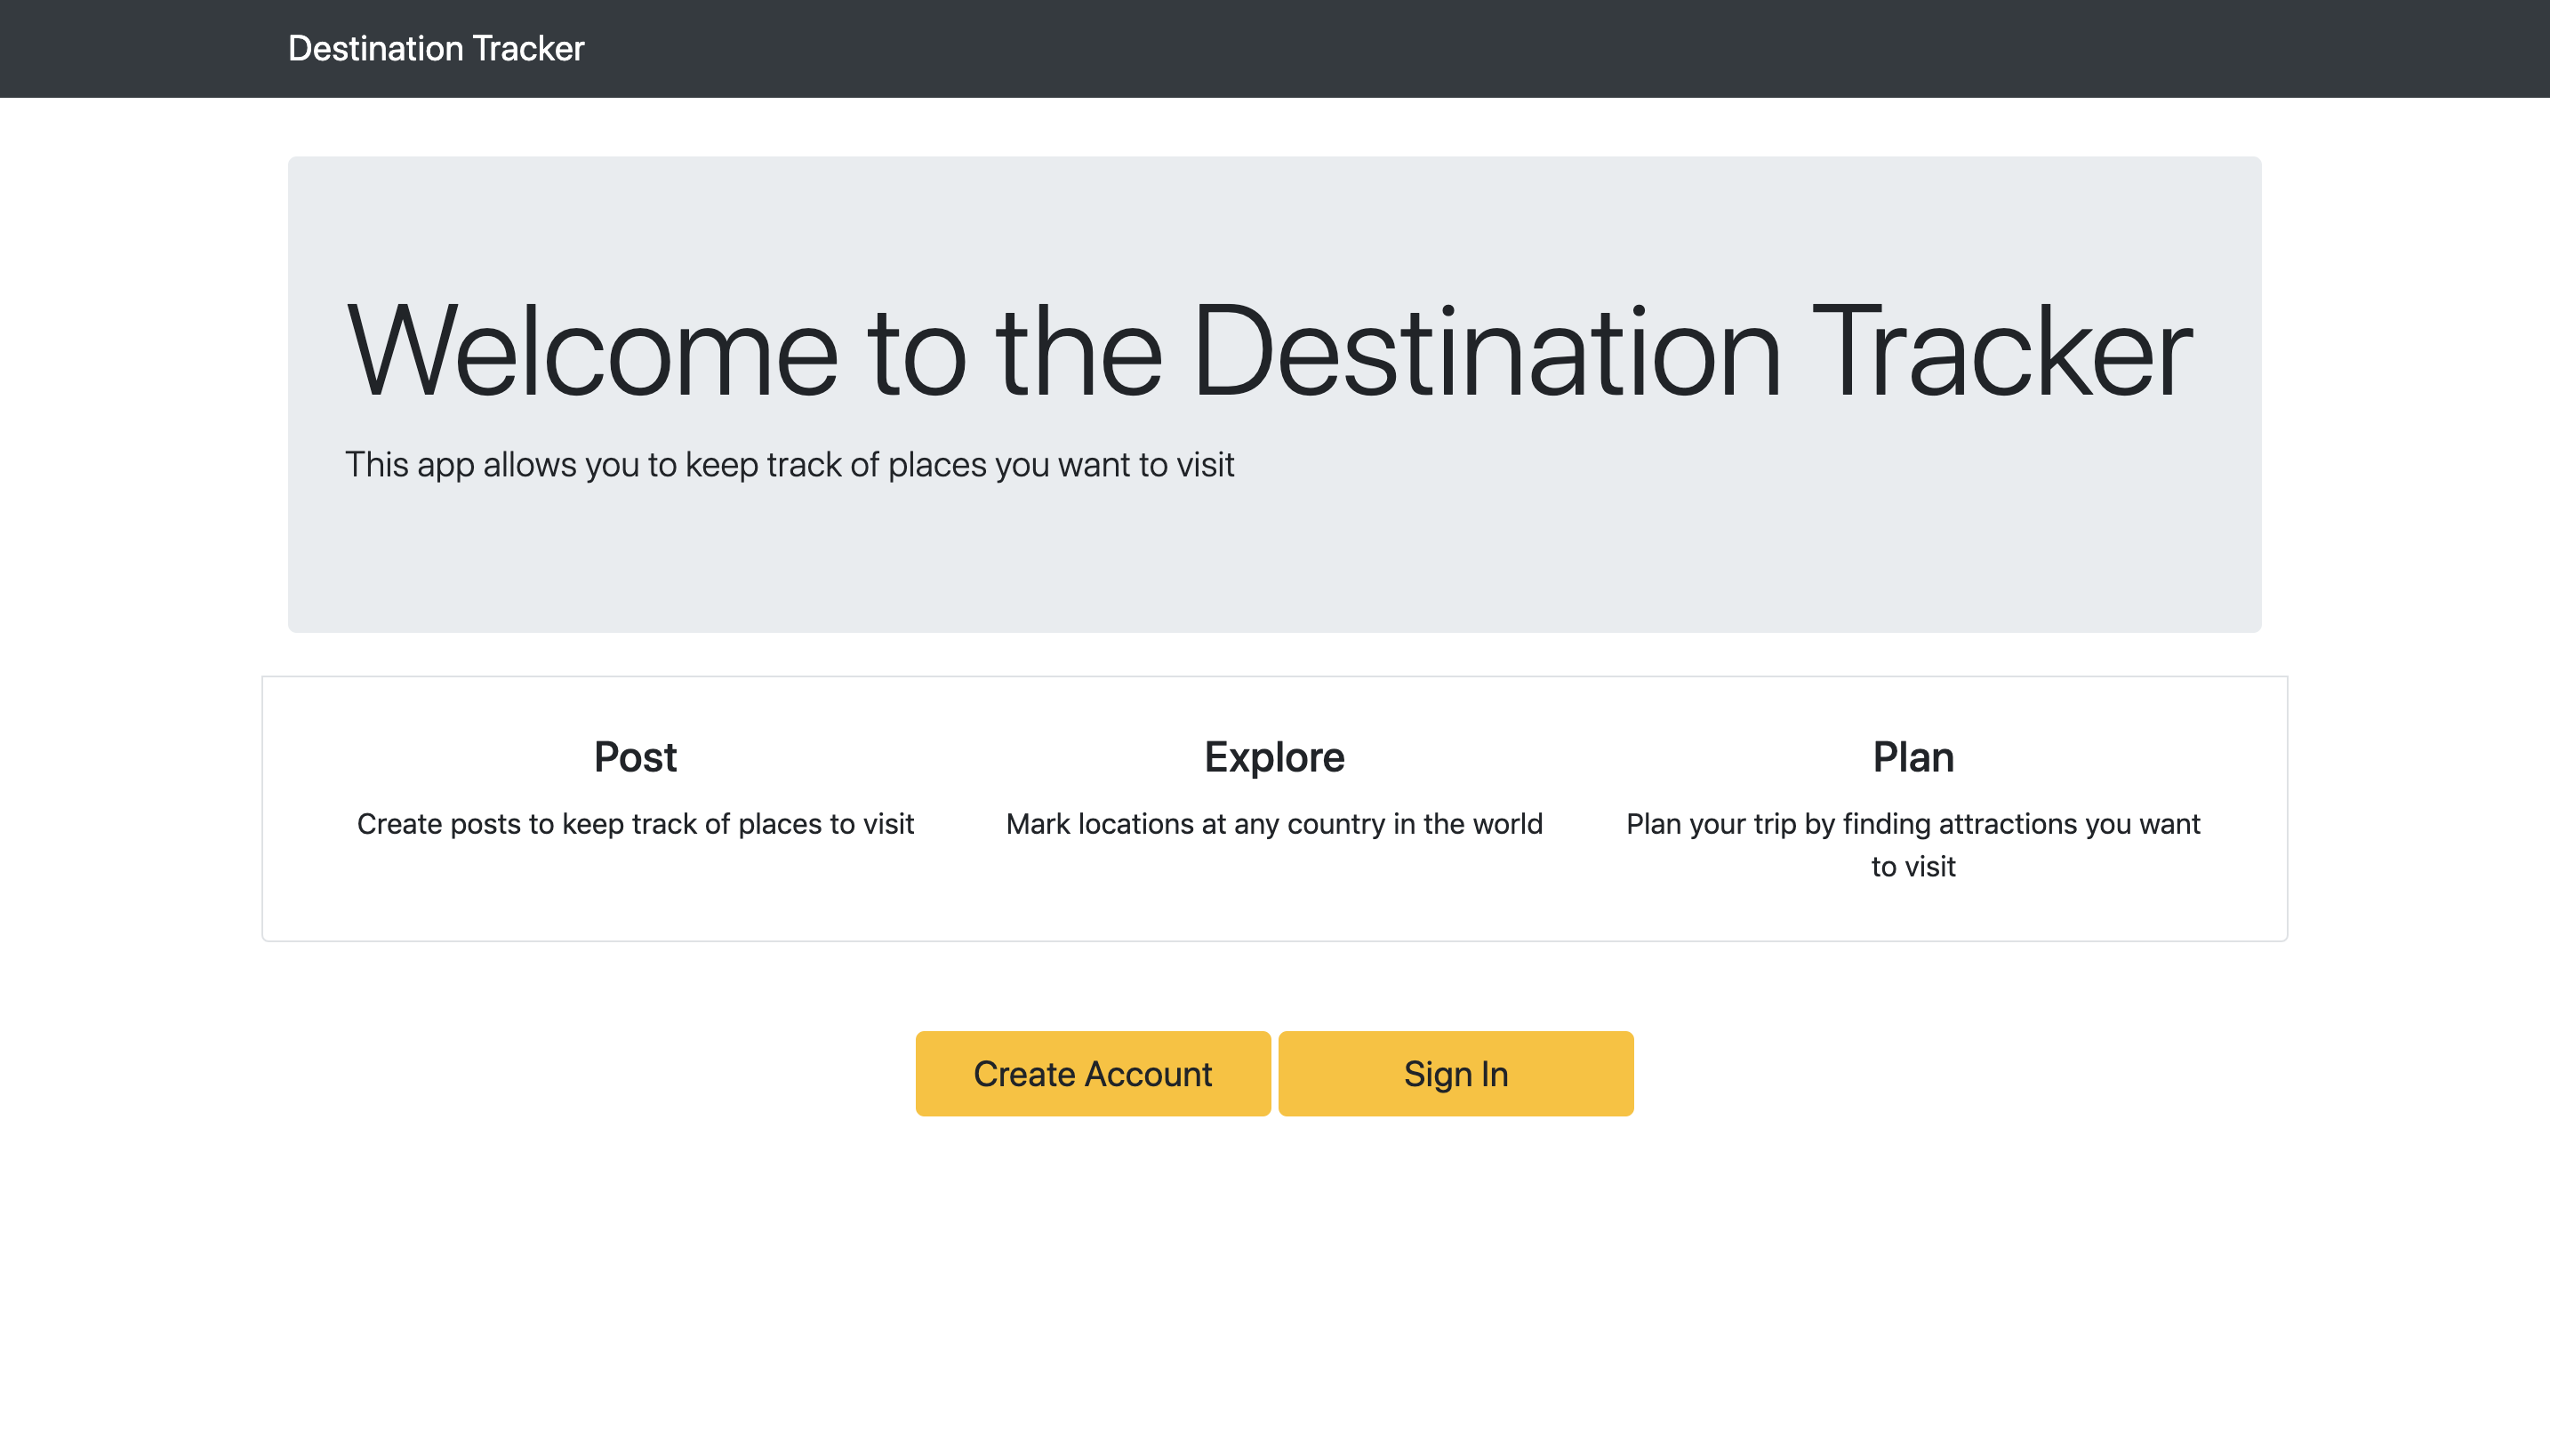 Destination Tracker
Welcome to the Destination Tracker
This app allows you to keep track of places you want to visit
Post
Create posts to keep track of places to visit
Explore
Mark locations at any country in the world
Plan
Plan your trip by finding attractions you want
to visit
Create Account
Sign In